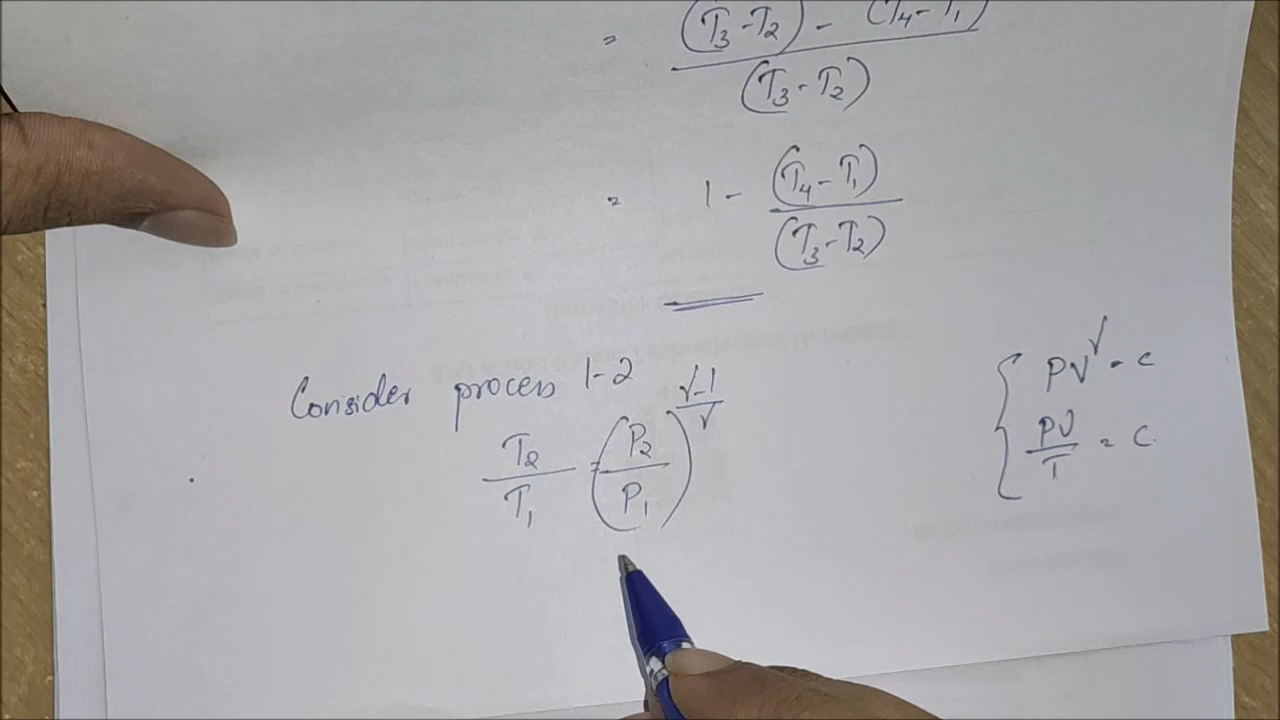 = (T₃-T₂) - (T₄-T₁) / (T₃-T₂)
= 1 - (T₄-T₁) / (T₃-T₂)
Consider process 1-2
T₂ / T₁ = (P₂ / P₁)^(γ-1 / γ)
PV^γ = C
PV / T = C